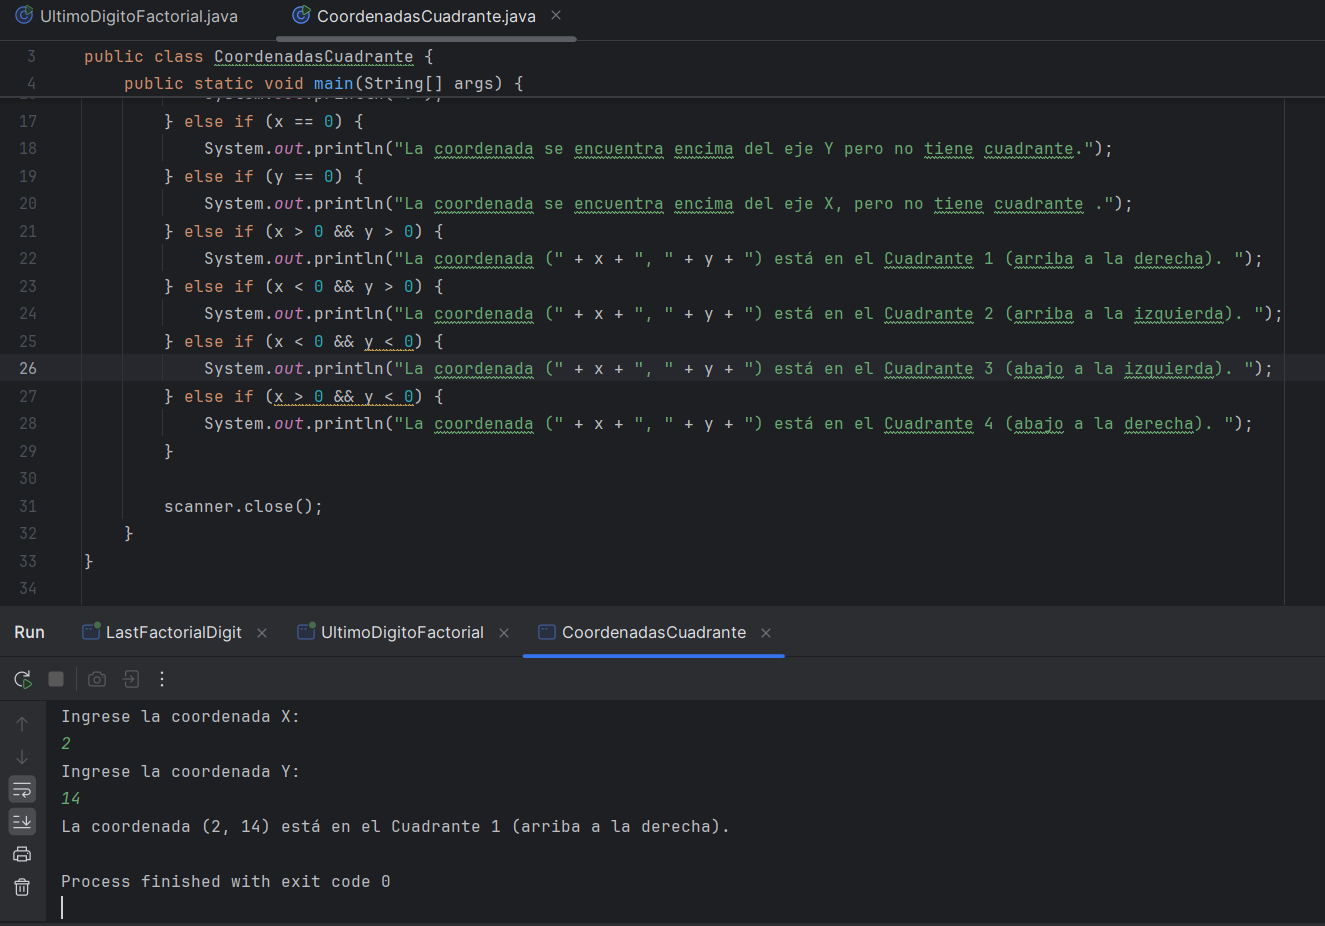 UltimoDigitoFactorial.java CoordenadasCuadrante.java
3 public class CoordenadasCuadrante {
4 public static void main(String[] args) {
17 } else if (x == 0) {
18 System.out.println("La coordenada se encuentra encima del eje Y pero no tiene cuadrante.");
19 } else if (y == 0) {
20 System.out.println("La coordenada se encuentra encima del eje X, pero no tiene cuadrante .");
21 } else if (x > 0 && y > 0) {
22 System.out.println("La coordenada (" + x + ", " + y + ") está en el Cuadrante 1 (arriba a la derecha). ");
23 } else if (x < 0 && y > 0) {
24 System.out.println("La coordenada (" + x + ", " + y + ") está en el Cuadrante 2 (arriba a la izquierda). ");
25 } else if (x < 0 && y < 0) {
26 System.out.println("La coordenada (" + x + ", " + y + ") está en el Cuadrante 3 (abajo a la izquierda). ");
27 } else if (x > 0 && y < 0) {
28 System.out.println("La coordenada (" + x + ", " + y + ") está en el Cuadrante 4 (abajo a la derecha). ");
29 }
30
31 scanner.close();
32 }
33 }
34
Run LastFactorialDigit UltimoDigitoFactorial CoordenadasCuadrante
Ingrese la coordenada X:
2
Ingrese la coordenada Y:
14
La coordenada (2, 14) está en el Cuadrante 1 (arriba a la derecha).
Process finished with exit code 0